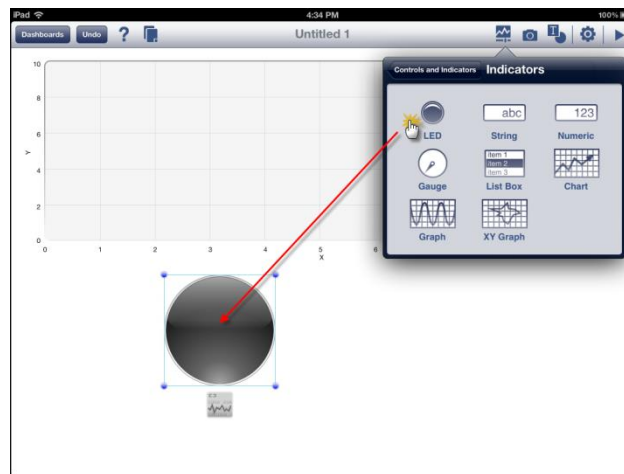 iPad 4:34 PM 100%
Dashboards Undo ? Untitled 1
Controls and Indicators Indicators
abc 123
LED String Numeric
item 1
item 2
item 3
Gauge List Box Chart
Graph XY Graph
10
8
6
Y
4
2
0
0 1 2 3 4 5 6
X